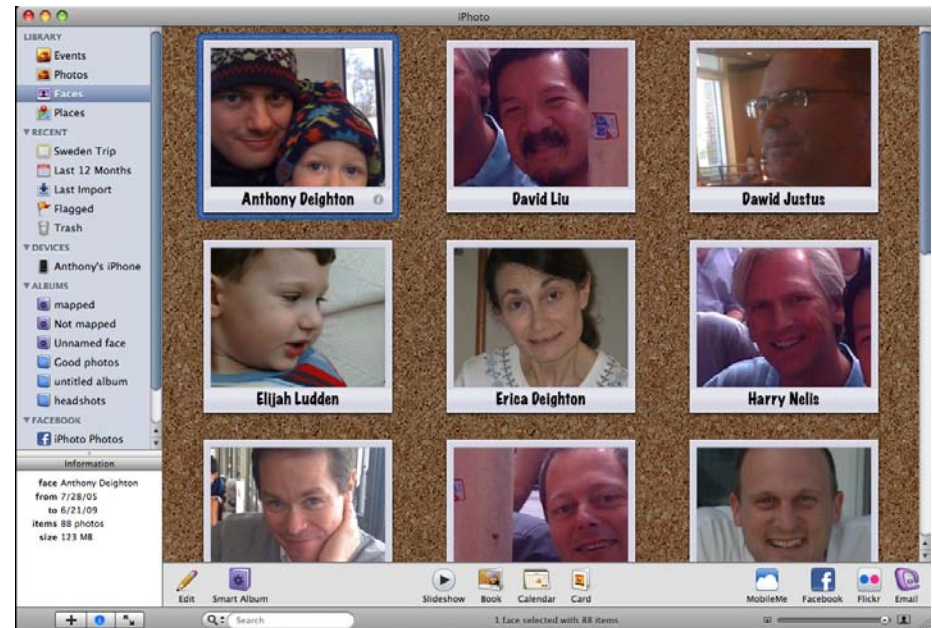 iPhoto
LIBRARY
Events
Photos
Faces
Places
RECENT
Sweden Trip
Last 12 Months
Last Import
Flagged
Trash
DEVICES
Anthony's iPhone
ALBUMS
mapped
Not mapped
Unnamed face
Good photos
untitled album
headshots
FACEBOOK
iPhoto Photos
Information
face Anthony Deighton
from 7/28/05
to 6/21/09
items 88 photos
size 123 MB
Anthony Deighton
David Liu
Dawid Justus
Elijah Ludden
Erica Deighton
Harry Nelis
Edit
Smart Album
Slideshow
Book
Calendar
Card
MobileMe
Facebook
Flickr
Email
Search
1 face selected with 88 items